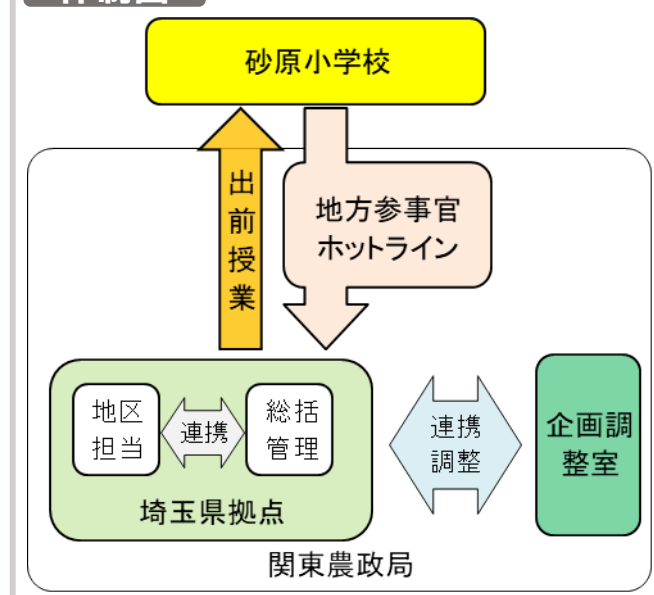 砂原小学校
出
前
授
業
地方参事官
ホットライン
地区
担当
連携
総括
管理
埼玉県拠点
連携
調整
企画調
整室
関東農政局